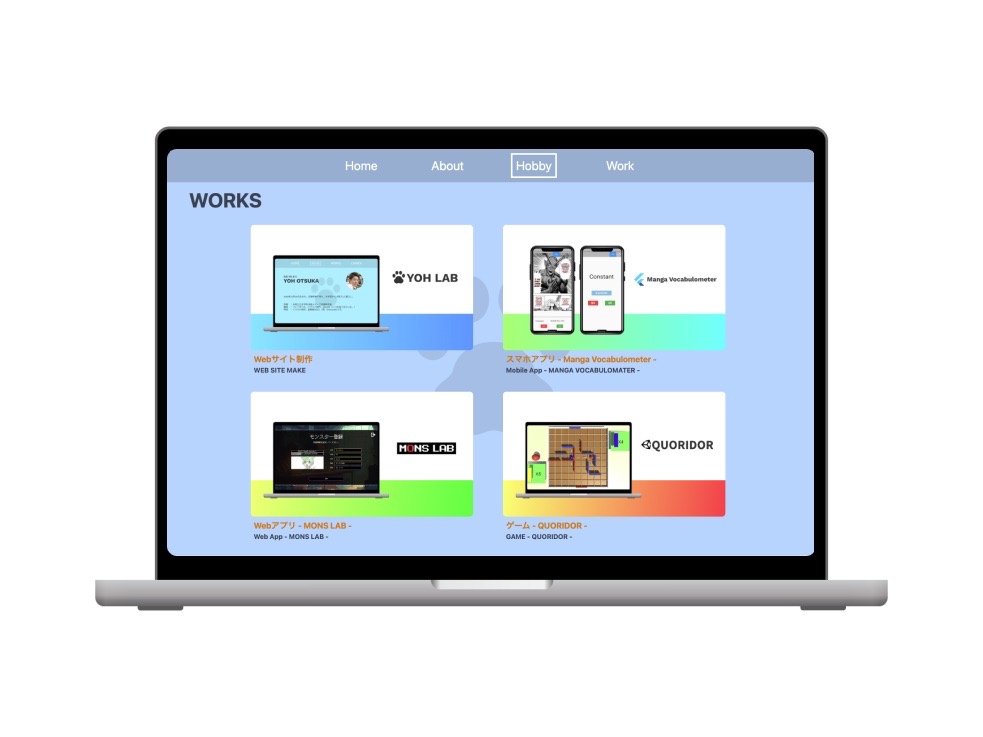 Home About Hobby Work
WORKS
YOH OTSUKA
YOH LAB
Webサイト制作
WEB SITE MAKE
Constant
Manga Vocabulometer
スマホアプリ - Manga Vocabulometer -
Mobile App - MANGA VOCABULOMATER -
モンスター登録
MONS LAB
Webアプリ - MONS LAB -
Web App - MONS LAB -
QUORIDOR
ゲーム - QUORIDOR -
GAME - QUORIDOR -